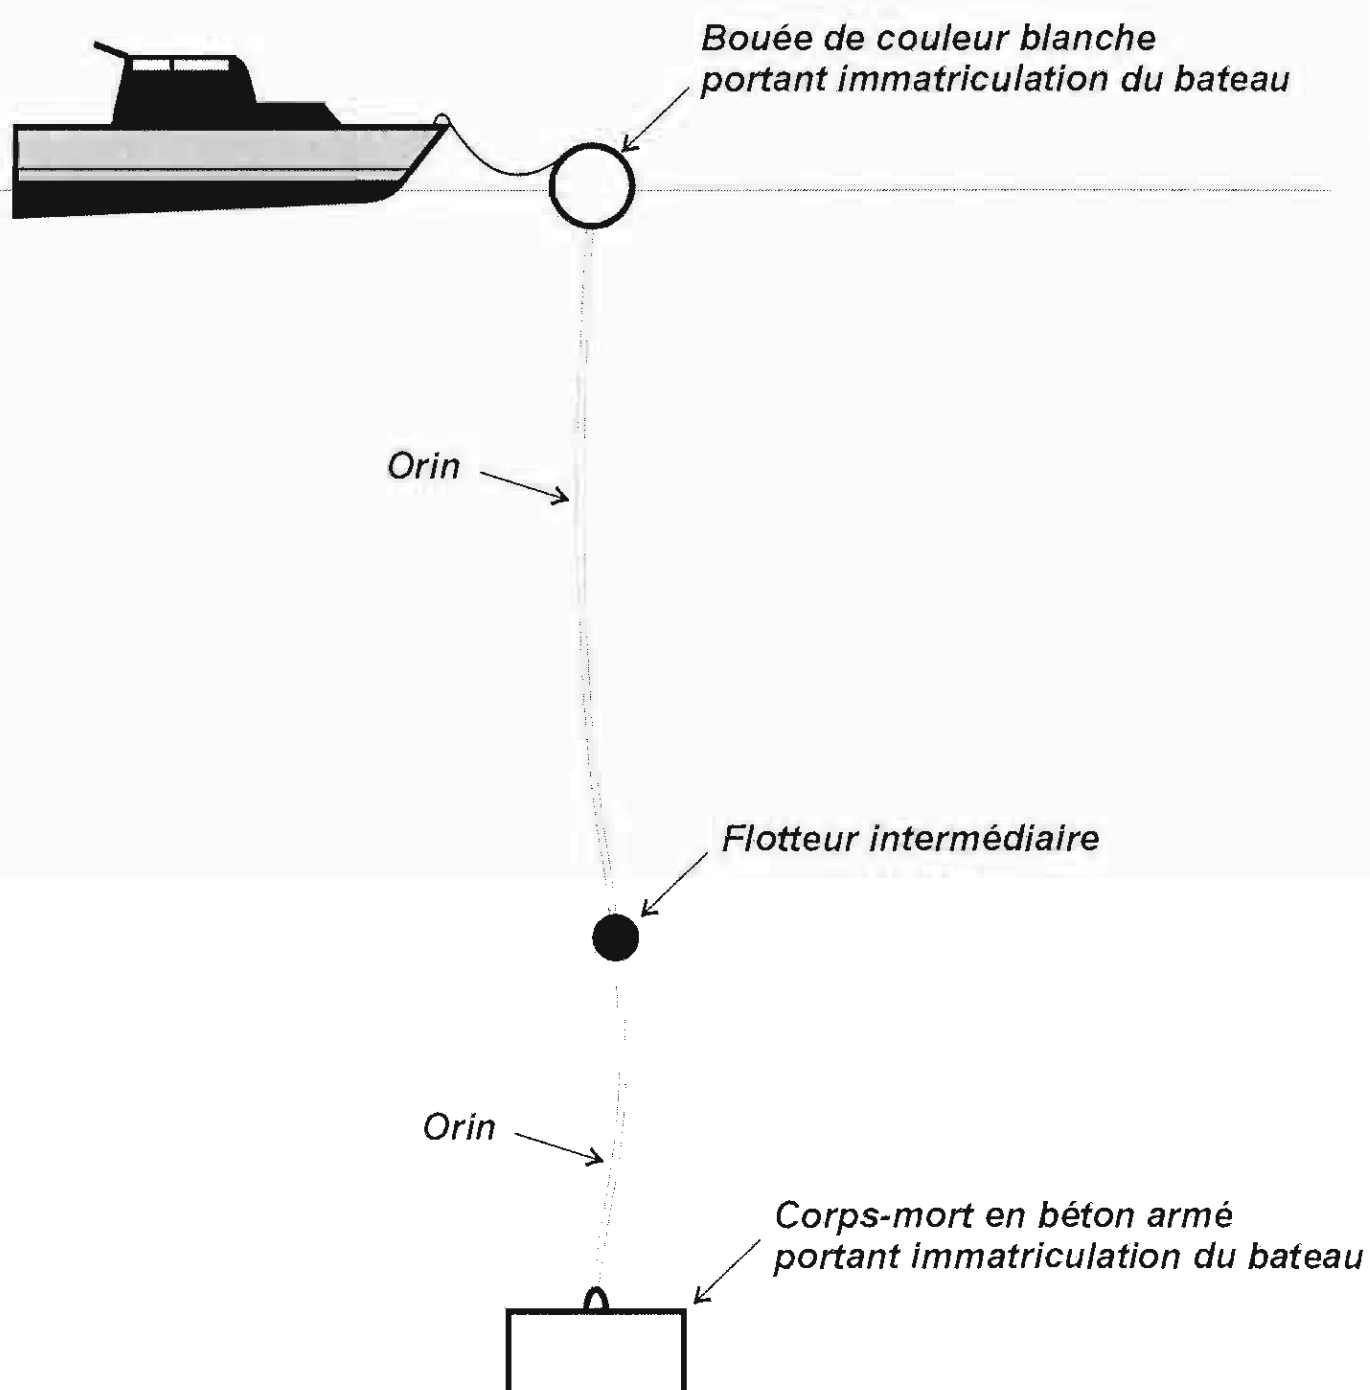 Bouée de couleur blanche
portant immatriculation du bateau
Orin
Flotteur intermédiaire
Orin
Corps-mort en béton armé
portant immatriculation du bateau